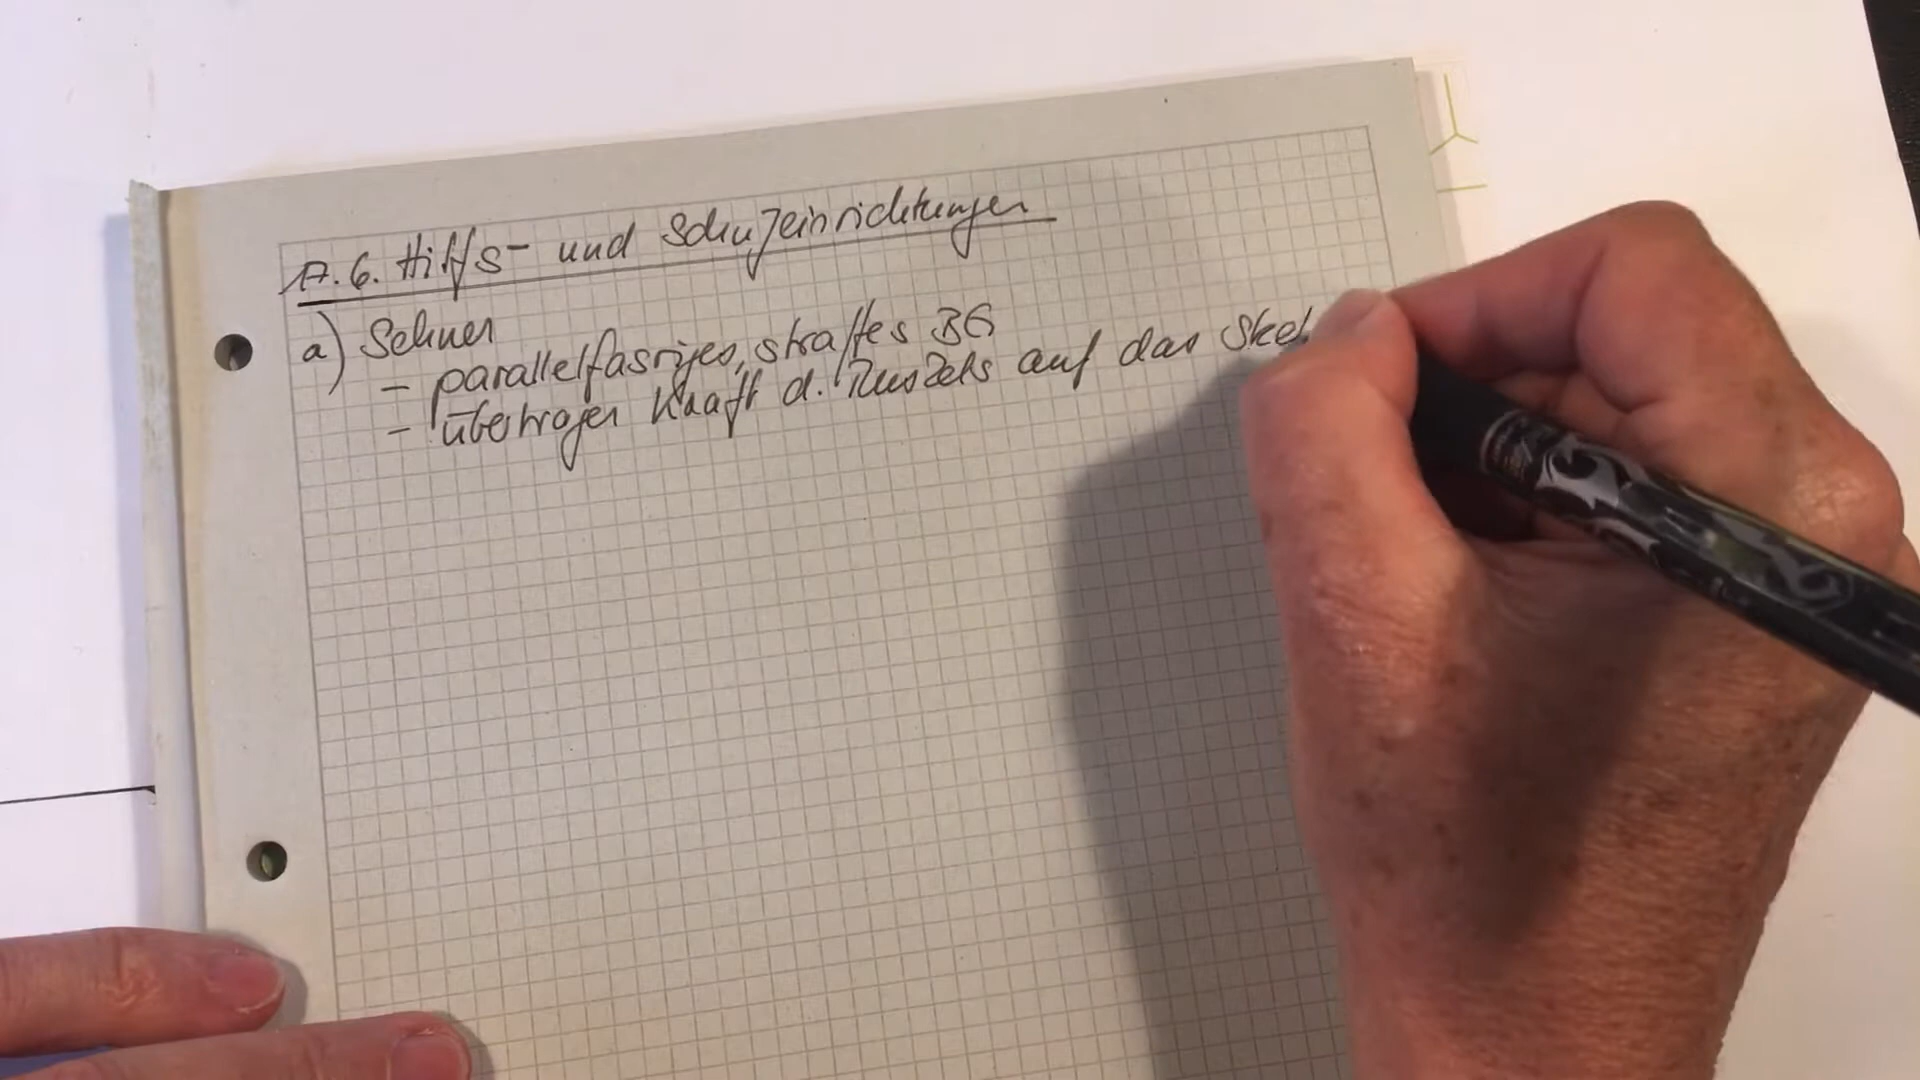 17.6. Hilfs- und Schutzeinrichtungen
a) Sehnen
- parallelfasriges, straffes BG
- übertragen Kraft d. Muskels auf das Skel